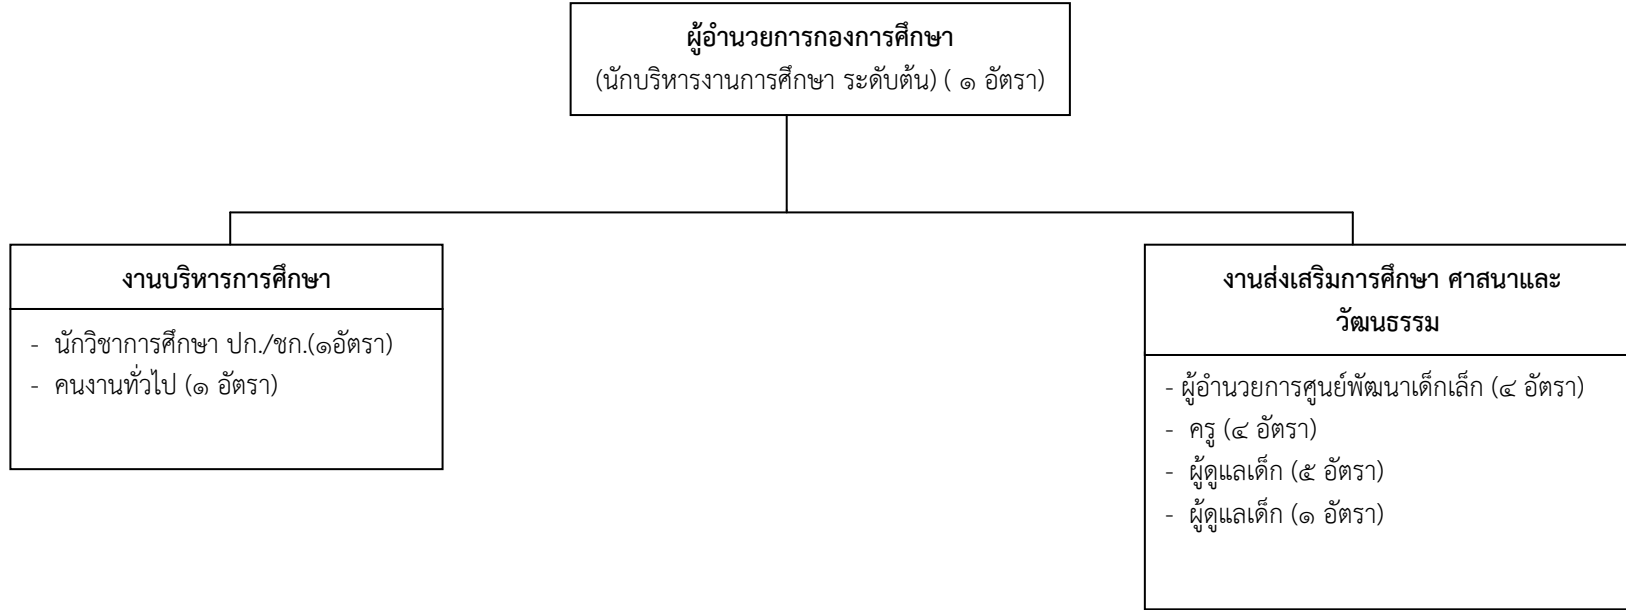 ผู้อำนวยการกองการศึกษา
(นักบริหารงานการศึกษา ระดับต้น) ( ๑ อัตรา)
งานบริหารการศึกษา
- นักวิชาการศึกษา ปก./ชก.(๑อัตรา)
- คนงานทั่วไป (๑ อัตรา)
งานส่งเสริมการศึกษา ศาสนาและ
วัฒนธรรม
- ผู้อำนวยการศูนย์พัฒนาเด็กเล็ก (๔ อัตรา)
- ครู (๔ อัตรา)
- ผู้ดูแลเด็ก (๕ อัตรา)
- ผู้ดูแลเด็ก (๑ อัตรา)